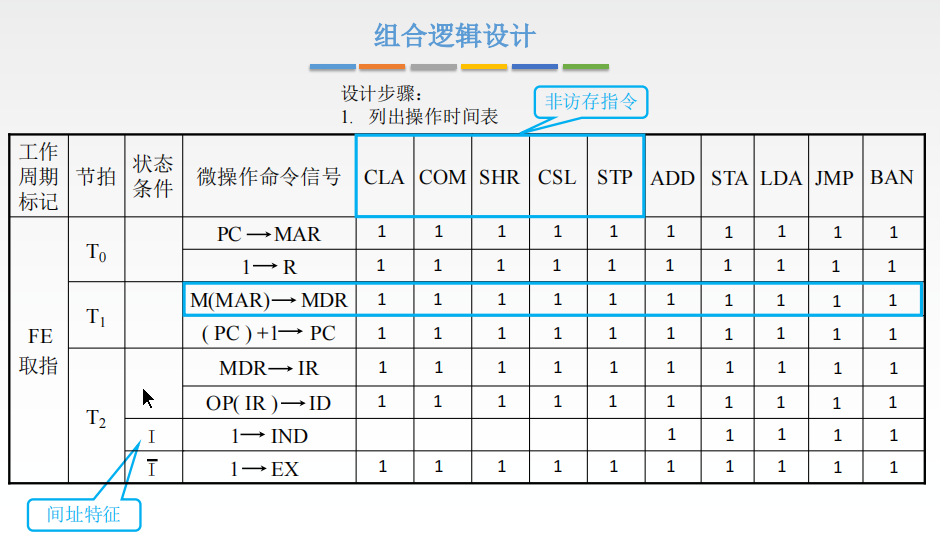 组合逻辑设计
设计步骤：
1. 列出操作时间表
非访存指令
工作周期标记 节拍 状态条件 微操作命令信号 CLA COM SHR CSL STP ADD STA LDA JMP BAN
FE 取指 T₀ PC→MAR 1 1 1 1 1 1 1 1 1 1
1→R 1 1 1 1 1 1 1 1 1 1
T₁ M(MAR)→MDR 1 1 1 1 1 1 1 1 1 1
( PC ) +1→PC 1 1 1 1 1 1 1 1 1 1
T₂ MDR→IR 1 1 1 1 1 1 1 1 1 1
OP( IR )→ID 1 1 1 1 1 1 1 1 1 1
I 1→IND 1 1 1 1 1
Ī 1→EX 1 1 1 1 1 1 1 1 1 1
间址特征